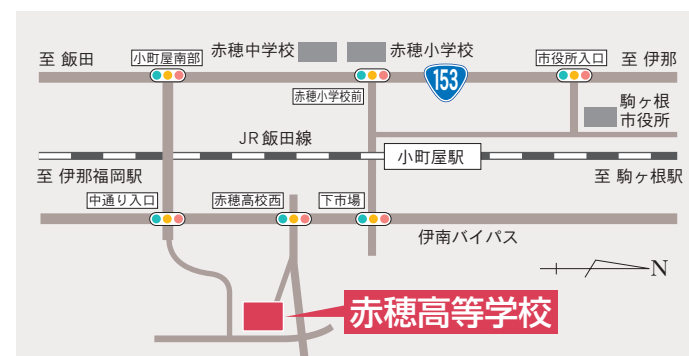 至 飯田
小町屋南部
赤穂中学校
赤穂小学校
市役所入口
至 伊那
赤穂小学校前
153
駒ヶ根
市役所
JR飯田線
小町屋駅
至 伊那福岡駅
至 駒ヶ根駅
中通り入口
赤穂高校西
下市場
伊南バイパス
N
赤穂高等学校